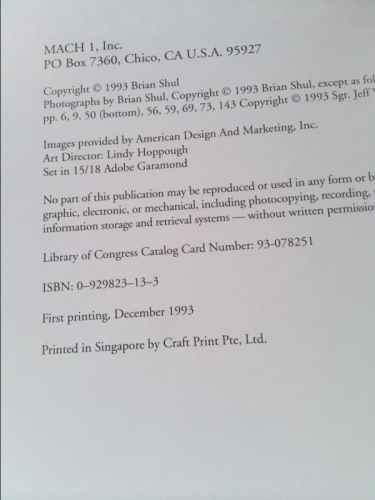 MACH 1, Inc.
PO Box 7360, Chico, CA U.S.A. 95927
Copyright © 1993 Brian Shul
Photographs by Brian Shul, Copyright © 1993 Brian Shul, except as fol
pp. 6, 9, 50 (bottom), 56, 59, 69, 73, 143 Copyright © 1993 Sgt. Jeff
Images provided by American Design And Marketing, Inc.
Art Director: Lindy Hoppough
Set in 15/18 Adobe Garamond
No part of this publication may be reproduced or used in any form or b
graphic, electronic, or mechanical, including photocopying, recording,
information storage and retrieval systems — without written permissio
Library of Congress Catalog Card Number: 93-078251
ISBN: 0-929823-13-3
First printing, December 1993
Printed in Singapore by Craft Print Pte, Ltd.